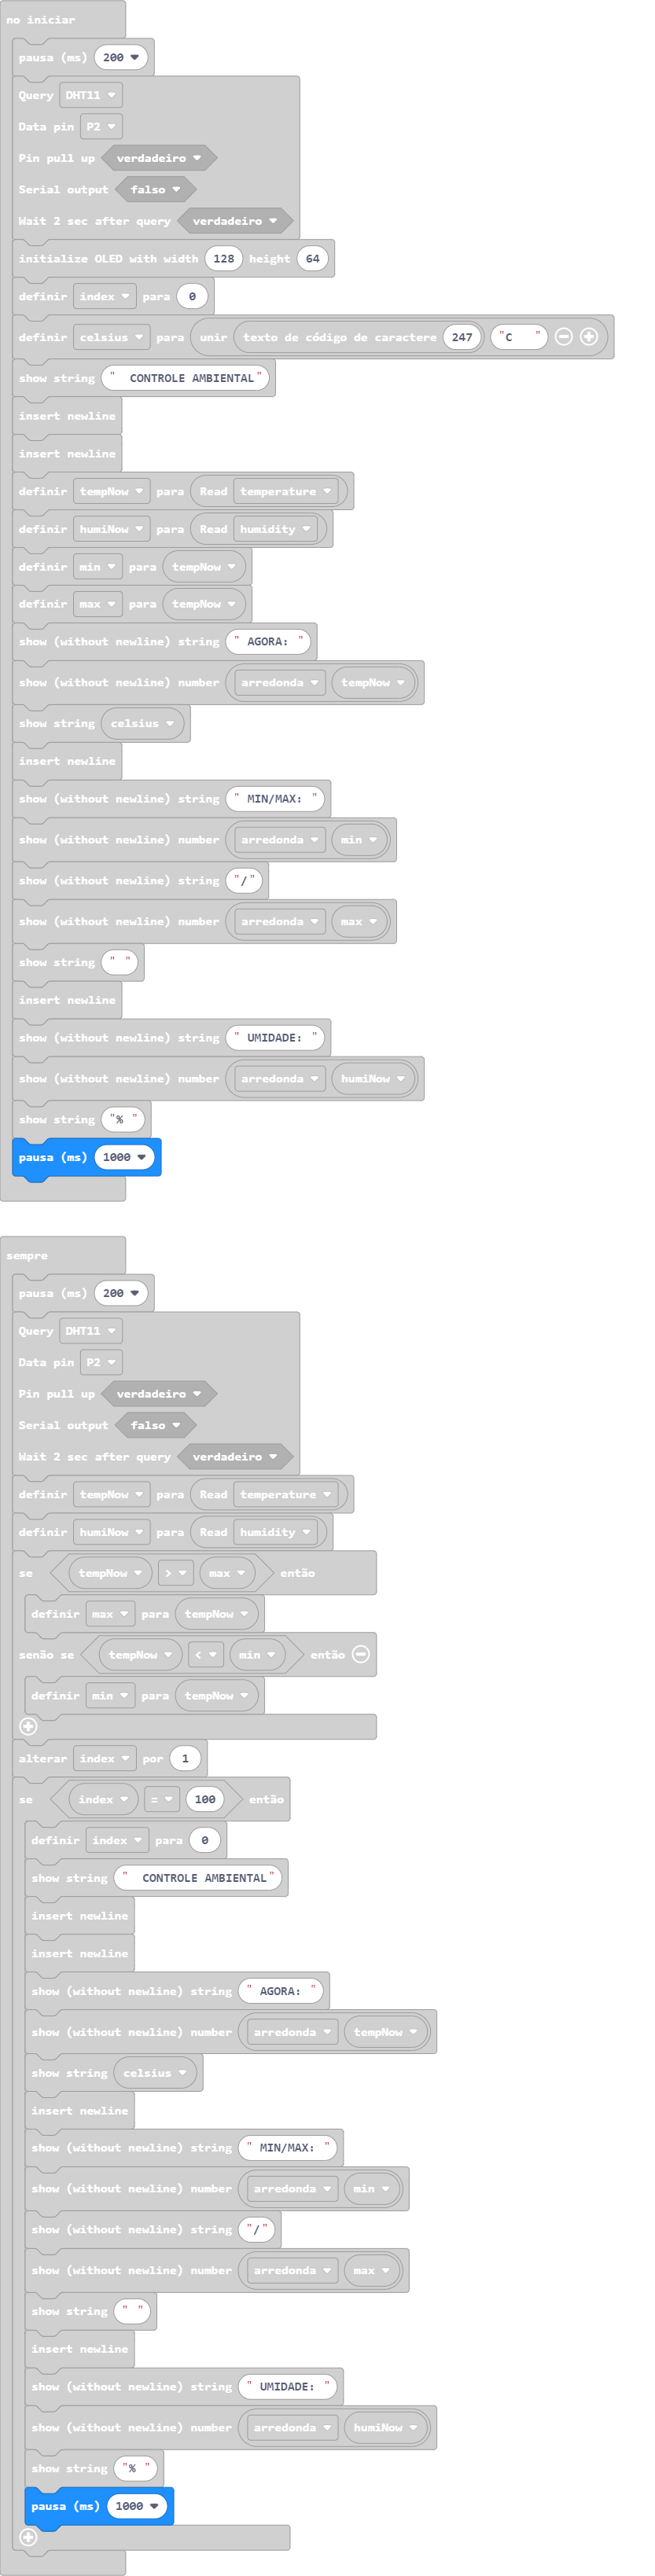 no iniciar
pausa (ms) 200
Query DHT11
Data pin P2
Pin pull up verdadeiro
Serial output falso
Wait 2 sec after query verdadeiro
initialize OLED with width 128 height 64
definir index para 0
definir celsius para unir texto de código de caractere 247 "C "
show string " CONTROLE AMBIENTAL"
insert newline
insert newline
definir tempNow para Read temperature
definir humiNow para Read humidity
definir min para tempNow
definir max para tempNow
show (without newline) string " AGORA: "
show (without newline) number arredonda tempNow
show string celsius
insert newline
show (without newline) string " MIN/MAX: "
show (without newline) number arredonda min
show (without newline) string "/"
show (without newline) number arredonda max
show string " "
insert newline
show (without newline) string " UMIDADE: "
show (without newline) number arredonda humiNow
show string "% "
pausa (ms) 1000
sempre
pausa (ms) 200
Query DHT11
Data pin P2
Pin pull up verdadeiro
Serial output falso
Wait 2 sec after query verdadeiro
definir tempNow para Read temperature
definir humiNow para Read humidity
se tempNow > max então
definir max para tempNow
senão se tempNow < min então
definir min para tempNow
alterar index por 1
se index = 100 então
definir index para 0
show string " CONTROLE AMBIENTAL"
insert newline
insert newline
show (without newline) string " AGORA: "
show (without newline) number arredonda tempNow
show string celsius
insert newline
show (without newline) string " MIN/MAX: "
show (without newline) number arredonda min
show (without newline) string "/"
show (without newline) number arredonda max
show string " "
insert newline
show (without newline) string " UMIDADE: "
show (without newline) number arredonda humiNow
show string "% "
pausa (ms) 1000